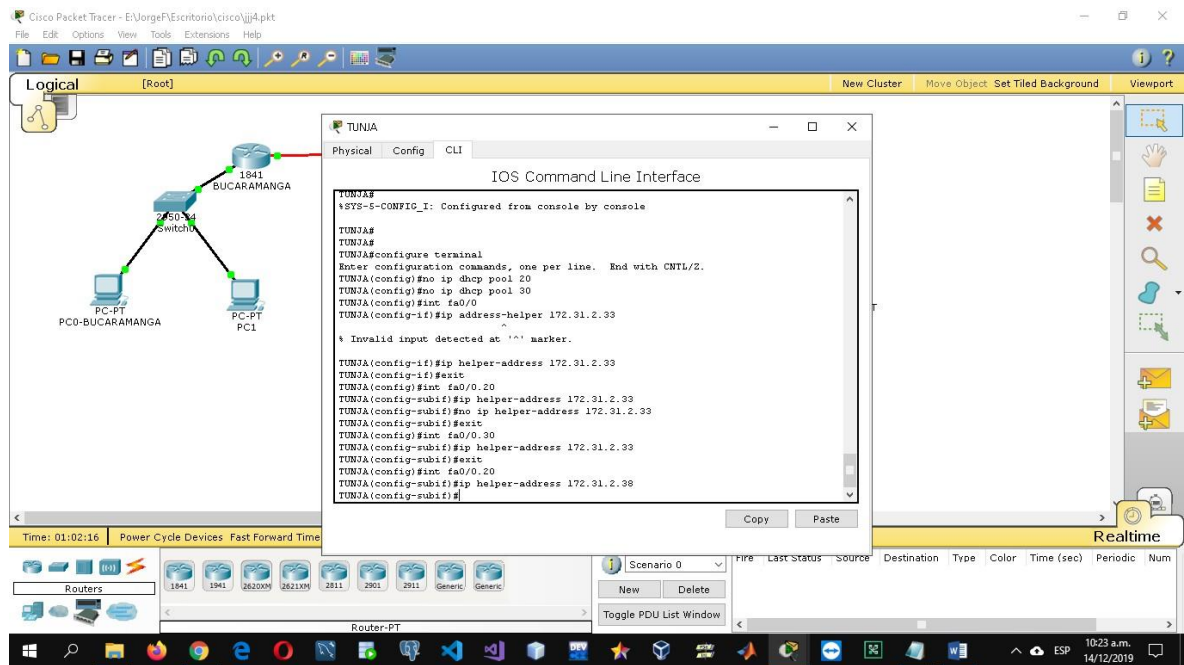 Cisco Packet Tracer - E:\JorgeF\Escritorio\cisco\jjj4.pkt
File Edit Options View Tools Extensions Help
Logical [Root] New Cluster Move Object Set Tiled Background Viewport
TUNJA
Physical Config CLI
IOS Command Line Interface
TUNJA#
%SYS-5-CONFIG_I: Configured from console by console
TUNJA#
TUNJA#
TUNJA#configure terminal
Enter configuration commands, one per line. End with CNTL/Z.
TUNJA(config)#no ip dhcp pool 20
TUNJA(config)#no ip dhcp pool 30
TUNJA(config)#int fa0/0
TUNJA(config-if)#ip address-helper 172.31.2.33
^
% Invalid input detected at '^' marker.
TUNJA(config-if)#ip helper-address 172.31.2.33
TUNJA(config-if)#exit
TUNJA(config)#int fa0/0.20
TUNJA(config-subif)#ip helper-address 172.31.2.33
TUNJA(config-subif)#no ip helper-address 172.31.2.33
TUNJA(config-subif)#exit
TUNJA(config)#int fa0/0.30
TUNJA(config-subif)#ip helper-address 172.31.2.33
TUNJA(config-subif)#exit
TUNJA(config)#int fa0/0.20
TUNJA(config-subif)#ip helper-address 172.31.2.38
TUNJA(config-subif)#
Copy Paste
1841
BUCARAMANGA
2950-24
Switch0
PC-PT
PC0-BUCARAMANGA
PC-PT
PC1
T
Time: 01:02:16 Power Cycle Devices Fast Forward Time Realtime
Routers
1841 1941 2620XM 2621XM 2811 2901 2911 Generic Generic
Router-PT
Scenario 0
New Delete
Toggle PDU List Window
Fire Last Status Source Destination Type Color Time (sec) Periodic Num
DEV
ESP
10:23 a.m.
14/12/2019